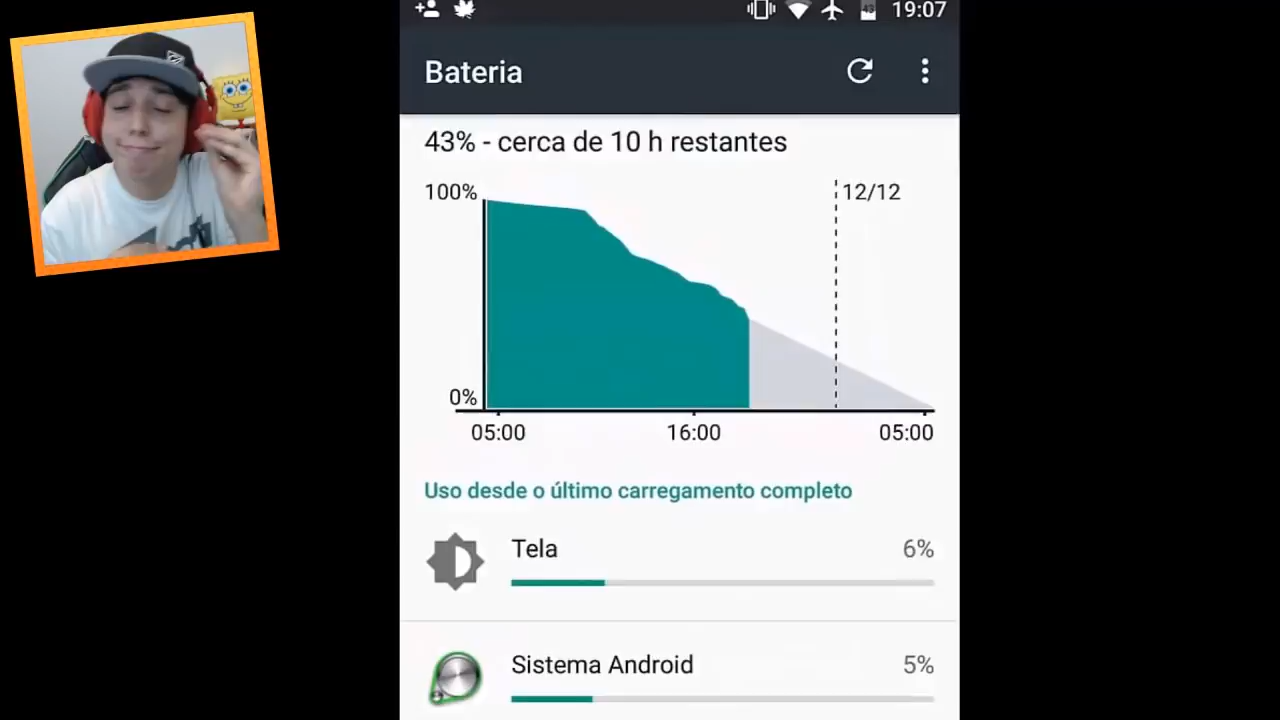 43 19:07
Bateria
43% - cerca de 10 h restantes
100% 12/12
0%
05:00 16:00 05:00
Uso desde o último carregamento completo
Tela 6%
Sistema Android 5%